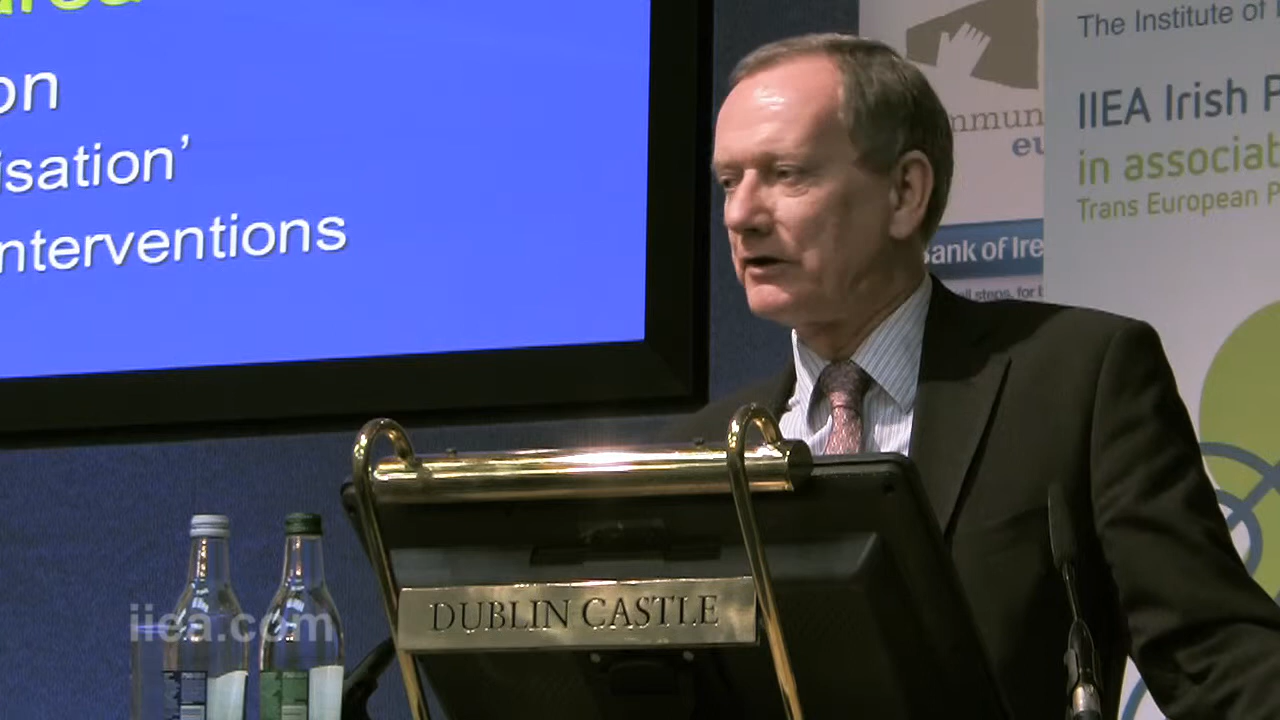 on
isation’
nterventions
mmun
eu
Bank of Ire
The Institute of
IIEA Irish P
in associat
Trans European P
DUBLIN CASTLE
iiea.com